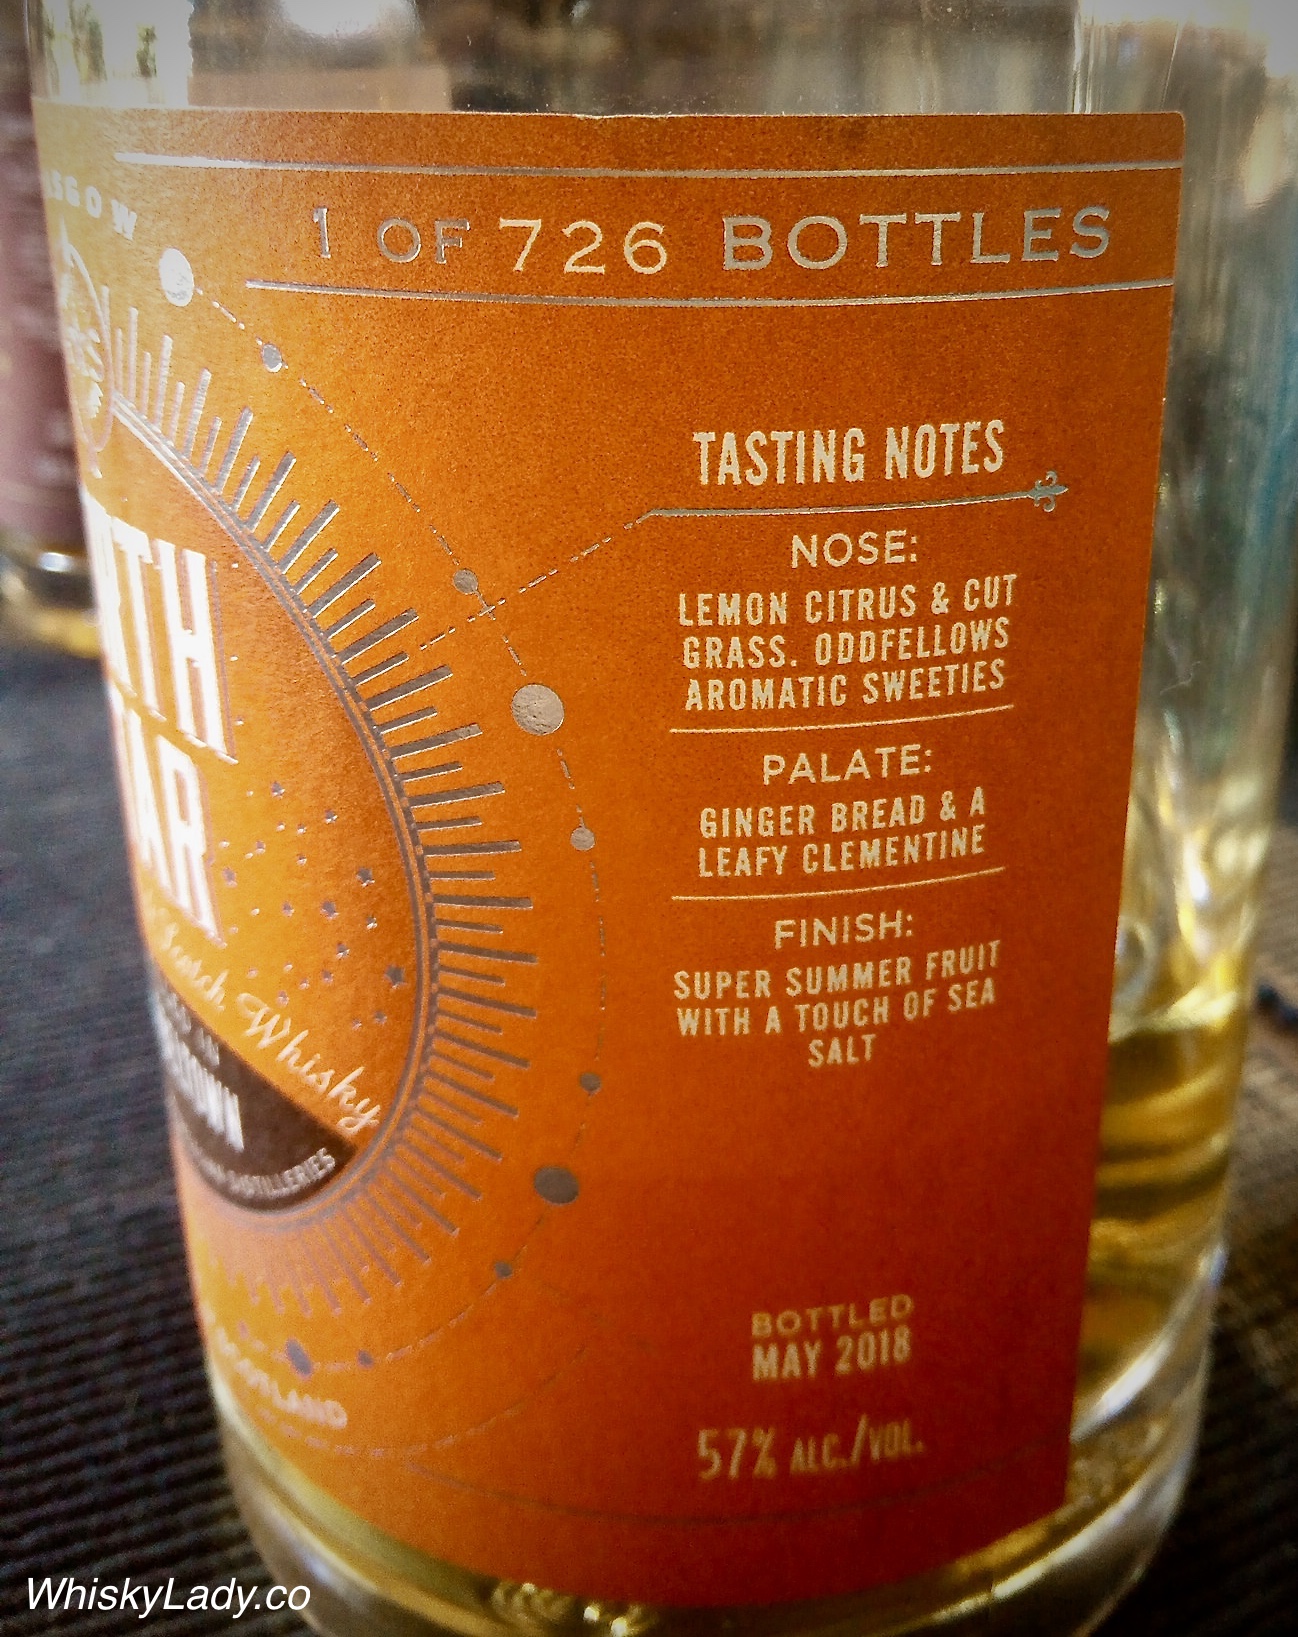 1 OF 726 BOTTLES
TASTING NOTES
NOSE:
LEMON CITRUS & CUT
GRASS. ODDFELLOWS
AROMATIC SWEETIES
PALATE:
GINGER BREAD & A
LEAFY CLEMENTINE
FINISH:
SUPER SUMMER FRUIT
WITH A TOUCH OF SEA
SALT
BOTTLED
MAY 2018
57% ALC./VOL.
Scotch Whisky
DISTILLERIES
WhiskyLady.co